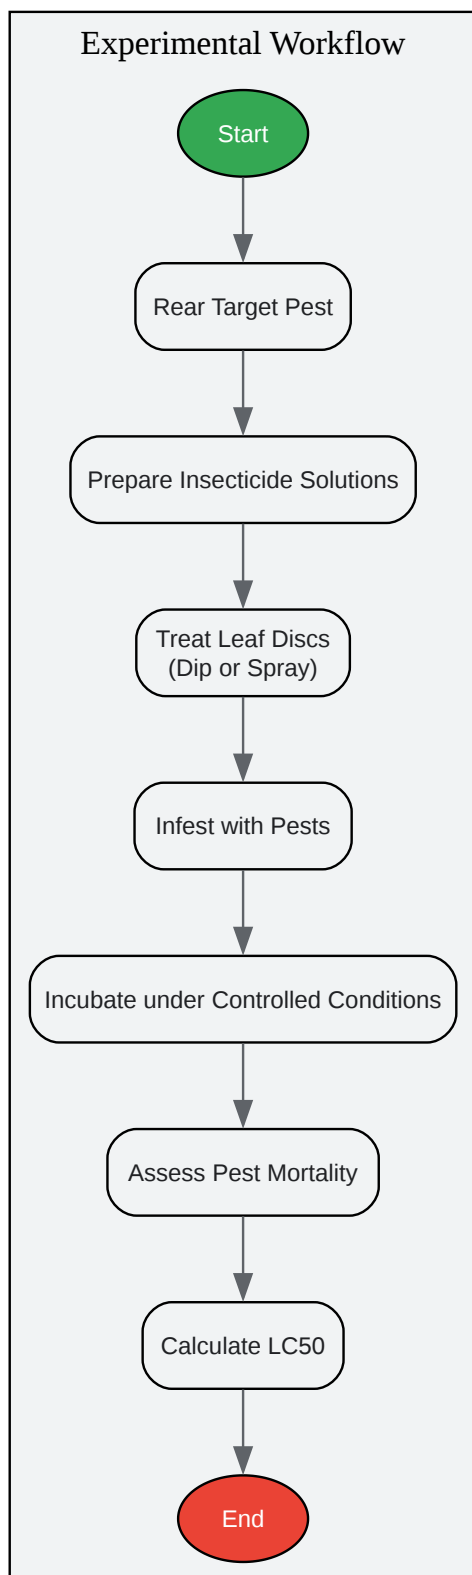 Experimental Workflow
Start
Rear Target Pest
Prepare Insecticide Solutions
Treat Leaf Discs
(Dip or Spray)
Infest with Pests
Incubate under Controlled Conditions
Assess Pest Mortality
Calculate LC50
End